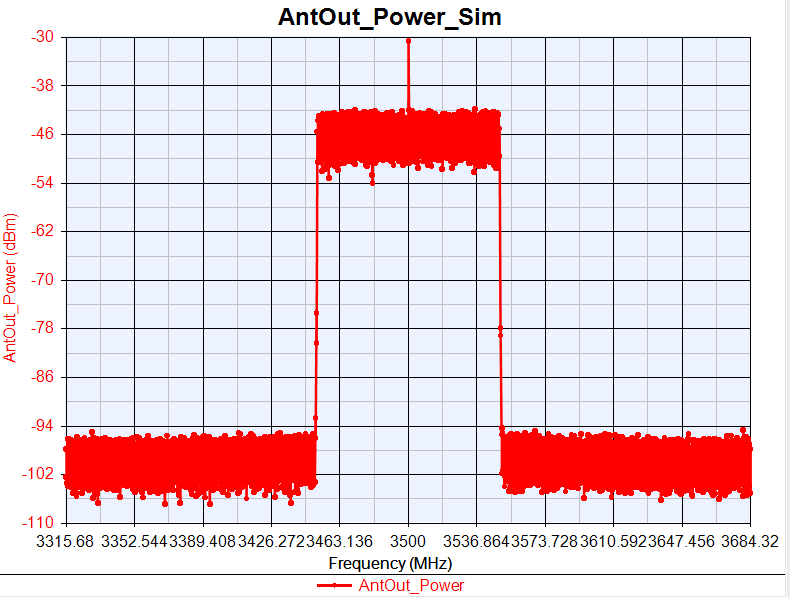 AntOut_Power_Sim
-30
-38
-46
-54
-62
-70
-78
-86
-94
-102
-110
AntOut_Power (dBm)
3315.68 3352.544 3389.408 3426.272 3463.136 3500 3536.864 3573.728 3610.592 3647.456 3684.32
Frequency (MHz)
AntOut_Power